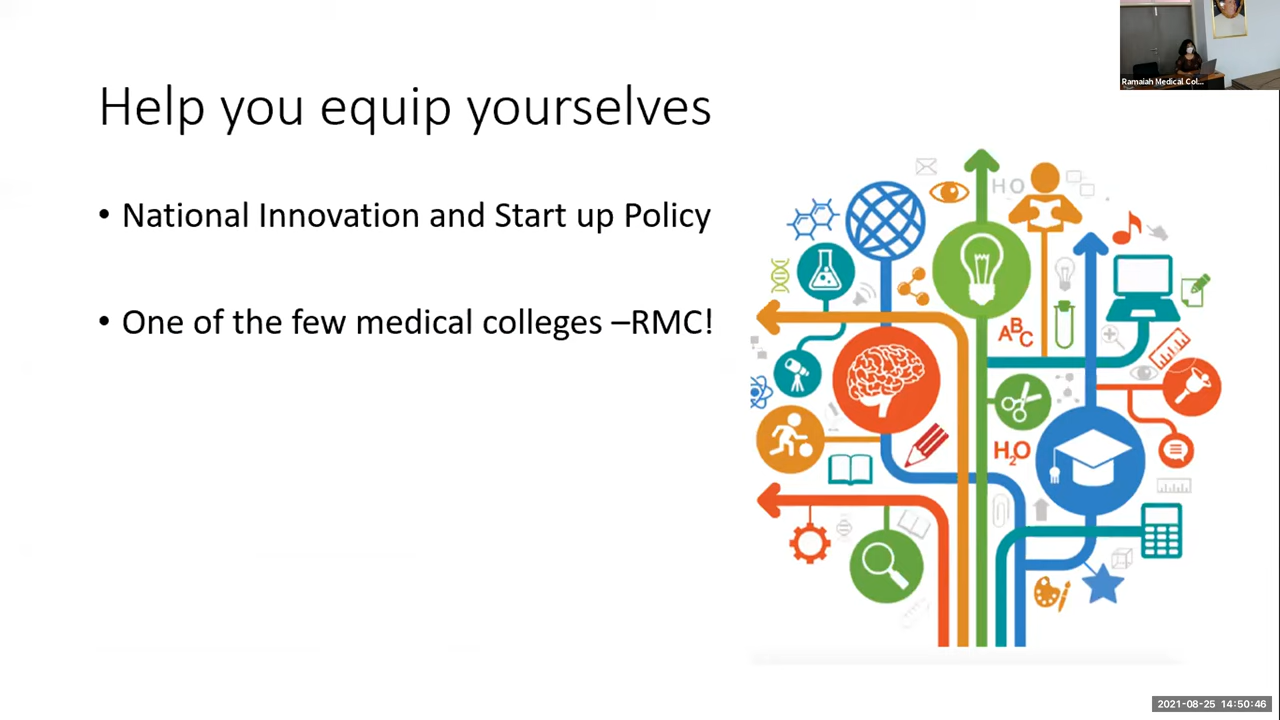 Ramaiah Medical Col...
Help you equip yourselves
• National Innovation and Start up Policy
• One of the few medical colleges –RMC!
HO
ABC
H2O
2021-08-25 14:50:46